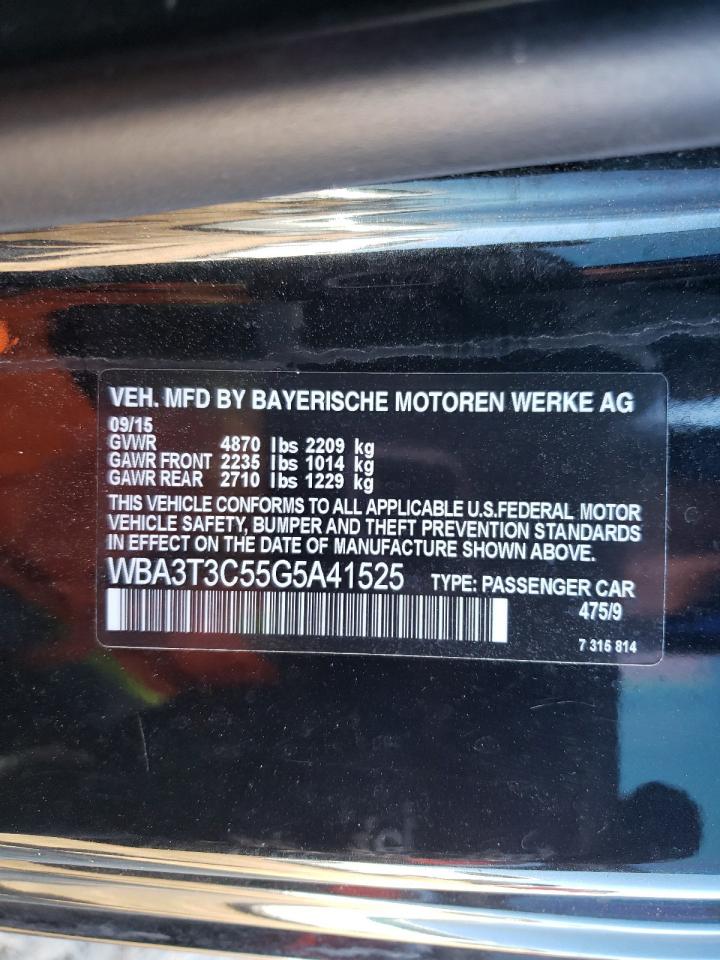 VEH. MFD BY BAYERISCHE MOTOREN WERKE AG
09/15
GVWR 4870 lbs 2209 kg
GAWR FRONT 2235 lbs 1014 kg
GAWR REAR 2710 lbs 1229 kg
THIS VEHICLE CONFORMS TO ALL APPLICABLE U.S.FEDERAL MOTOR
VEHICLE SAFETY, BUMPER AND THEFT PREVENTION STANDARDS
IN EFFECT ON THE DATE OF MANUFACTURE SHOWN ABOVE.
WBA3T3C55G5A41525 TYPE: PASSENGER CAR
475/9
7 315 814